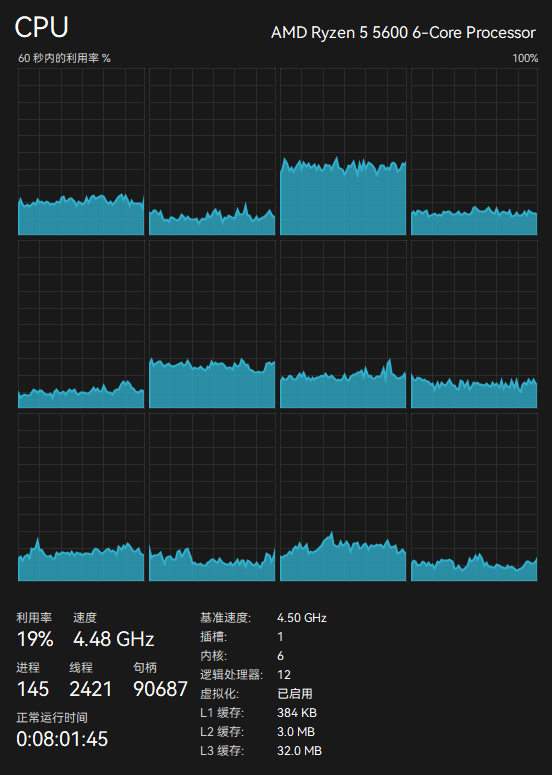 CPU
AMD Ryzen 5 5600 6-Core Processor
60 秒内的利用率 %
100%
利用率 速度
19% 4.48 GHz
进程 线程 句柄
145 2421 90687
正常运行时间
0:08:01:45
基准速度: 4.50 GHz
插槽: 1
内核: 6
逻辑处理器: 12
虚拟化: 已启用
L1 缓存: 384 KB
L2 缓存: 3.0 MB
L3 缓存: 32.0 MB